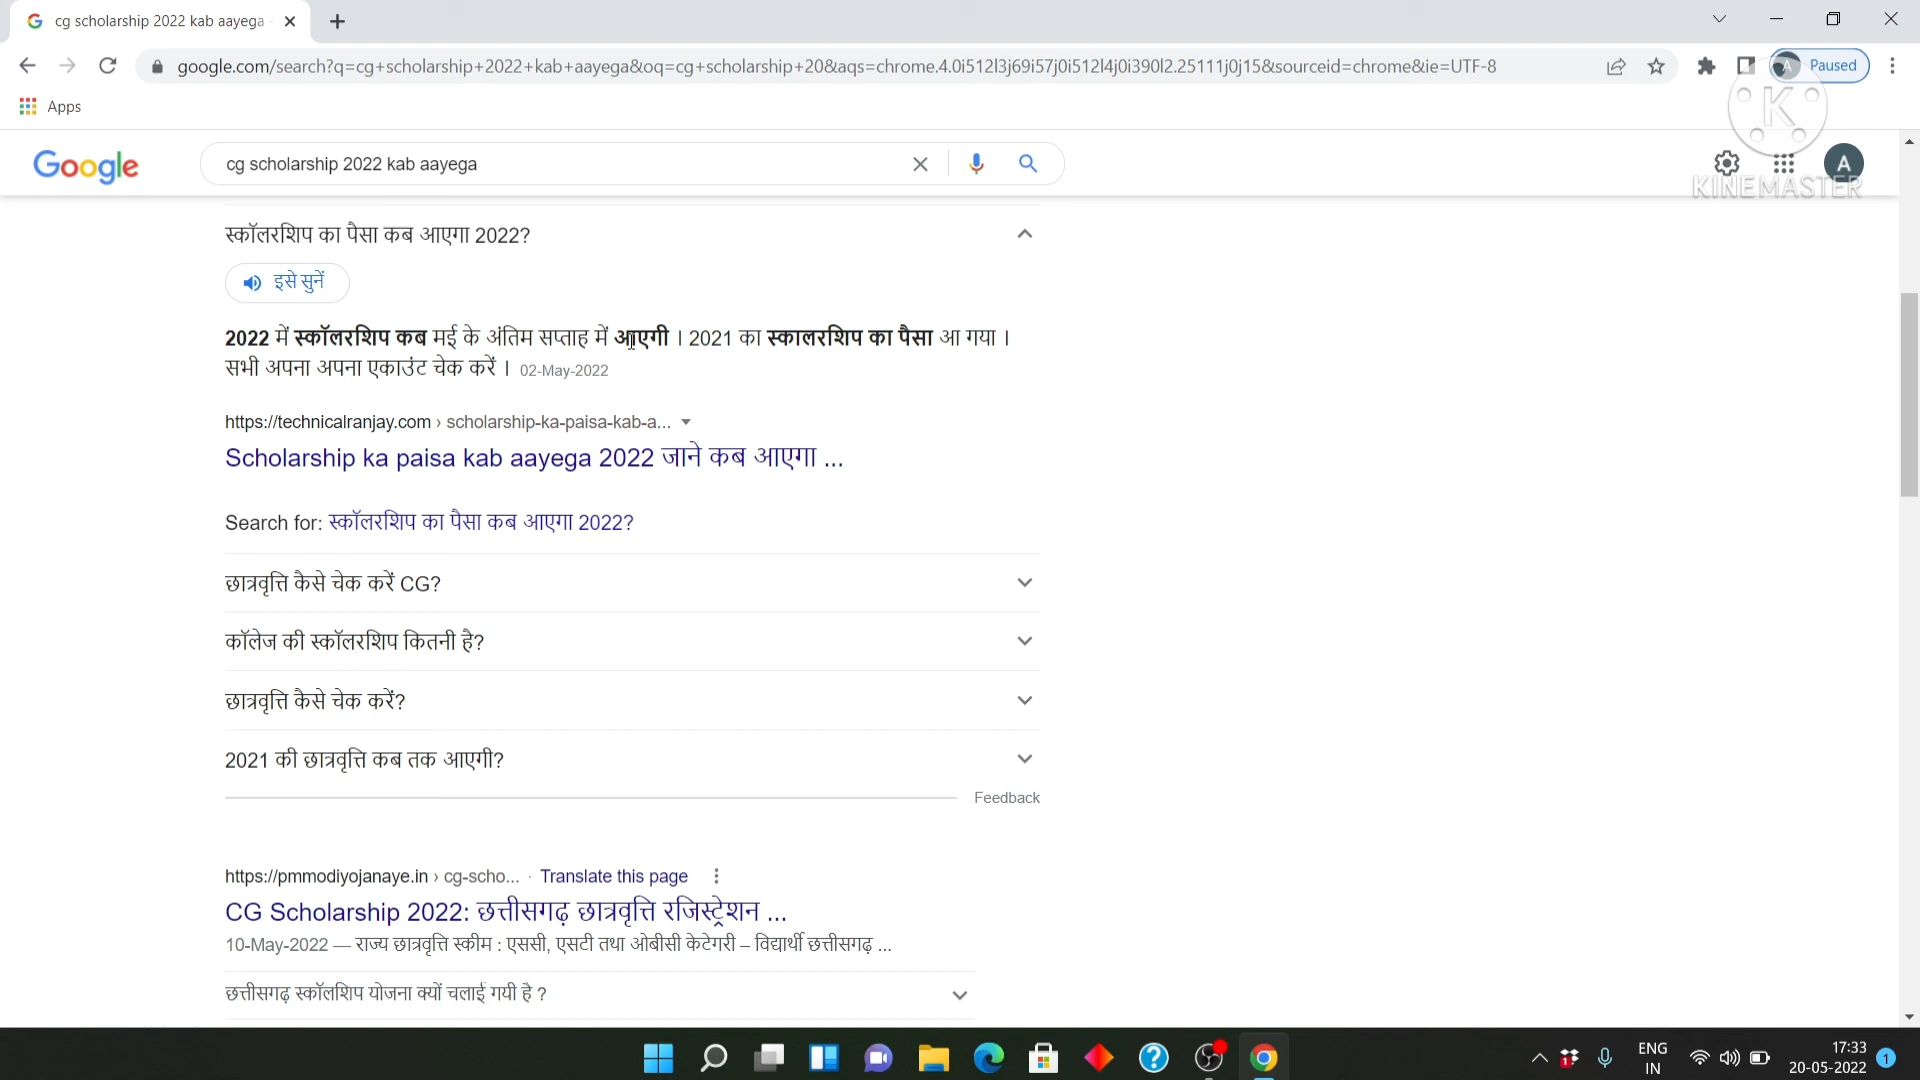 cg scholarship 2022 kab aayega -
google.com/search?q=cg+scholarship+2022+kab+aayega&oq=cg+scholarship+20&aqs=chrome.4.0i512l3j69i57j0i512l4j0i390l2.25111j0j15&sourceid=chrome&ie=UTF-8
A Paused
Apps
K
Google
cg scholarship 2022 kab aayega
A
KINEMASTER
स्कॉलरशिप का पैसा कब आएगा 2022?
इसे सुनें
2022 में स्कॉलरशिप कब मई के अंतिम सप्ताह में आएगी । 2021 का स्कालरशिप का पैसा आ गया ।
सभी अपना अपना एकाउंट चेक करें । 02-May-2022
https://technicalranjay.com › scholarship-ka-paisa-kab-a...
Scholarship ka paisa kab aayega 2022 जाने कब आएगा ...
Search for: स्कॉलरशिप का पैसा कब आएगा 2022?
छात्रवृत्ति कैसे चेक करें CG?
कॉलेज की स्कॉलरशिप कितनी है?
छात्रवृत्ति कैसे चेक करें?
2021 की छात्रवृत्ति कब तक आएगी?
Feedback
https://pmmodiyojanaye.in › cg-scho... · Translate this page
CG Scholarship 2022: छत्तीसगढ़ छात्रवृत्ति रजिस्ट्रेशन ...
10-May-2022 — राज्य छात्रवृत्ति स्कीम : एससी, एसटी तथा ओबीसी केटेगरी – विद्यार्थी छत्तीसगढ़ ...
छत्तीसगढ़ स्कॉलशिप योजना क्यों चलाई गयी है ?
ENG
IN
17:33
20-05-2022
1